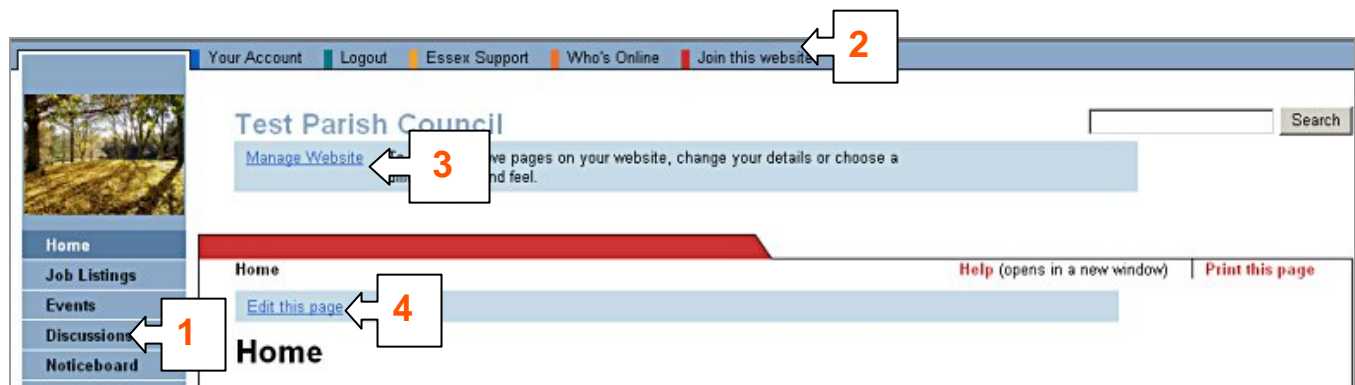 2
Your Account Logout Essex Support Who's Online Join this website
Test Parish Council
Search
Manage Website 3 pages on your website, change your details or choose a
feel.
Home
Job Listings
Home Help (opens in a new window) Print this page
Events
Edit this page 4
Discussions 1
Home
Noticeboard